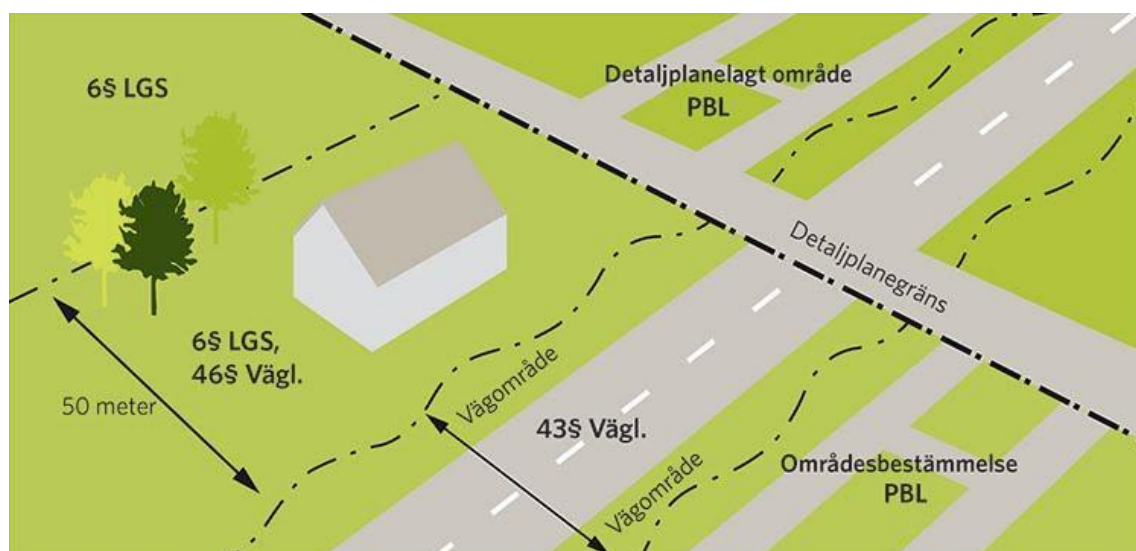 6§ LGS
Detaljplanelagt område
PBL
Detaljplanegräns
6§ LGS,
46§ Vägl.
50 meter
Vägområde
43§ Vägl.
Vägområde
Områdesbestämmelse
PBL